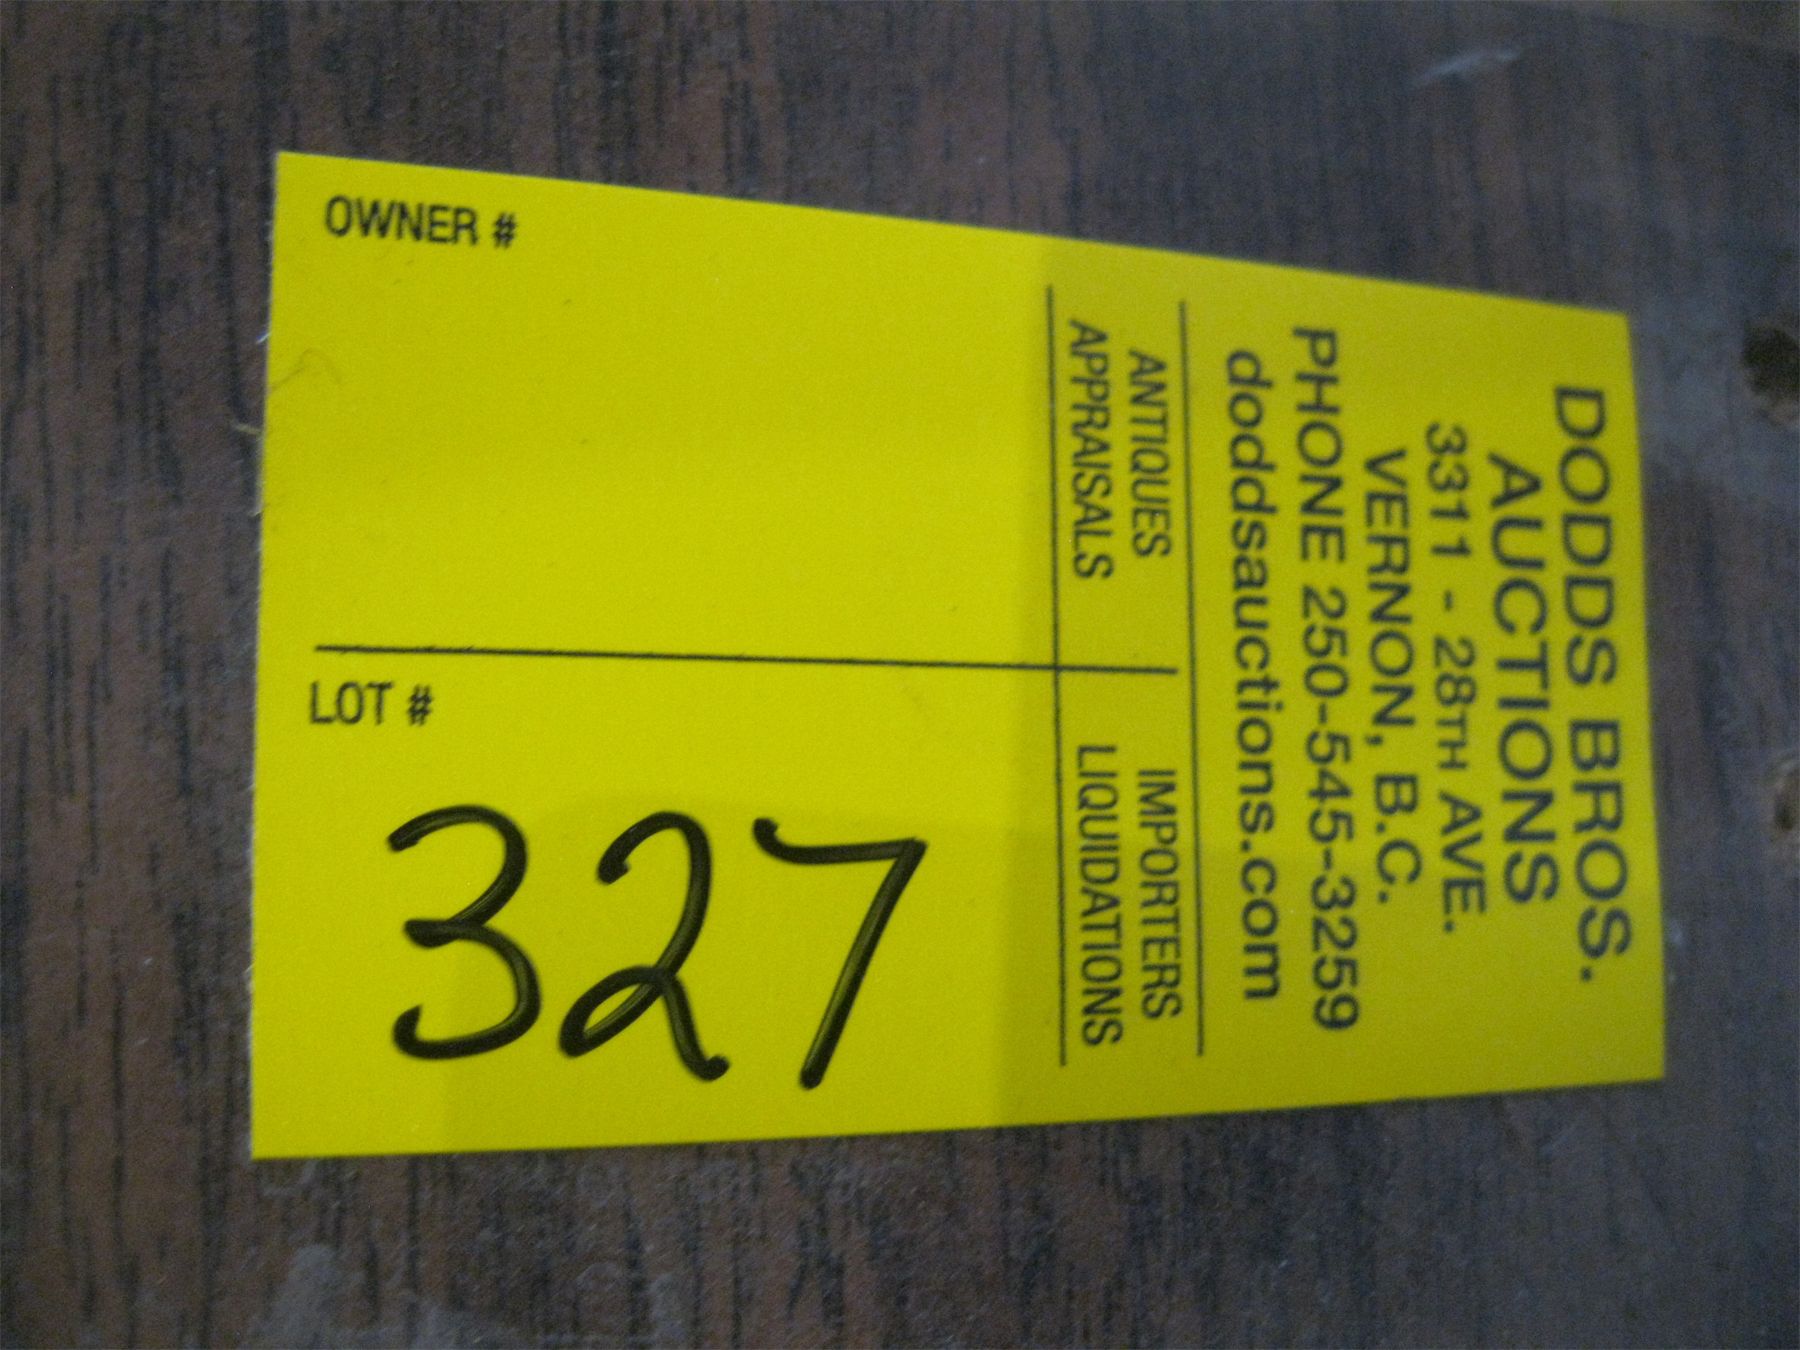 OWNER #
LOT #
327
DODDS BROS.
AUCTIONS
3311 - 28TH AVE.
VERNON, B.C.
PHONE 250-545-3259
doddsauctions.com
ANTIQUES
APPRAISALS
IMPORTERS
LIQUIDATIONS